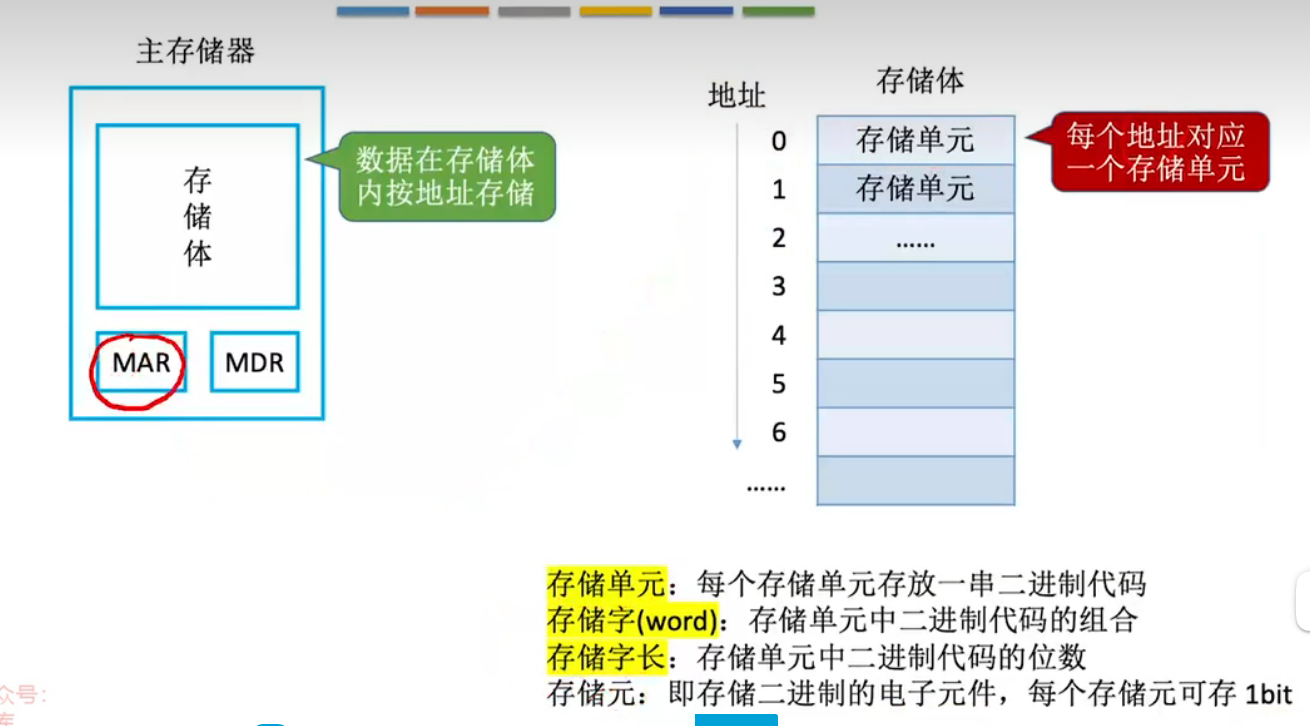 主存储器
存
储
体
MAR
MDR
数据在存储体
内按地址存储
地址
存储体
0
存储单元
1
存储单元
2
......
3
4
5
6
......
每个地址对应
一个存储单元
存储单元：每个存储单元存放一串二进制代码
存储字(word)：存储单元中二进制代码的组合
存储字长：存储单元中二进制代码的位数
存储元：即存储二进制的电子元件，每个存储元可存 1bit
众号：
库